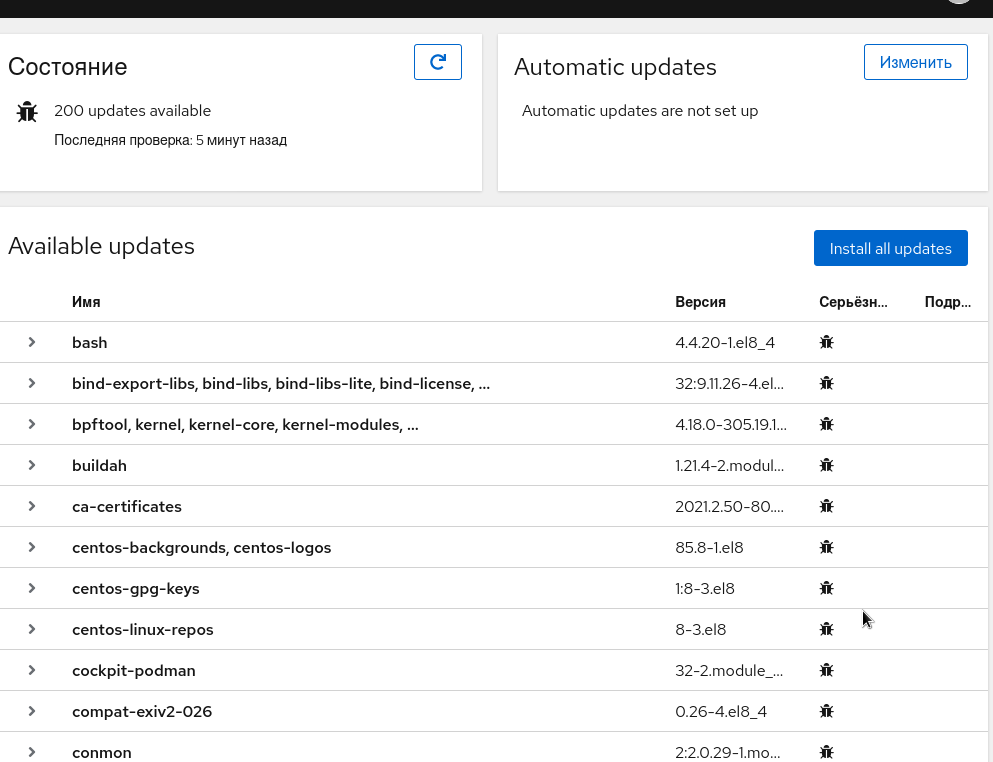 Состояние
200 updates available
Последняя проверка: 5 минут назад
Automatic updates
Изменить
Automatic updates are not set up
Available updates
Install all updates
Имя Версия Серьёзн... Подр...
bash 4.4.20-1.el8_4
bind-export-libs, bind-libs, bind-libs-lite, bind-license, ... 32:9.11.26-4.el...
bpftool, kernel, kernel-core, kernel-modules, ... 4.18.0-305.19.1...
buildah 1.21.4-2.modul...
ca-certificates 2021.2.50-80....
centos-backgrounds, centos-logos 85.8-1.el8
centos-gpg-keys 1:8-3.el8
centos-linux-repos 8-3.el8
cockpit-podman 32-2.module_...
compat-exiv2-026 0.26-4.el8_4
conmon 2:2.0.29-1.mo...